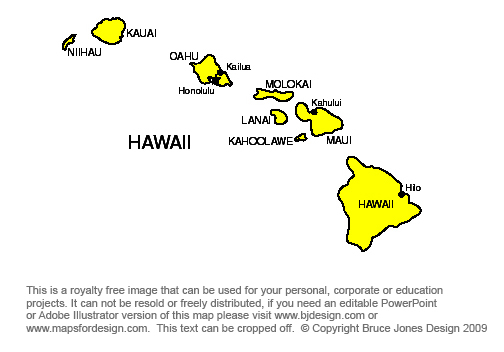 KAUAI
NIIHAU
OAHU
Kailua
Honolulu
MOLOKAI
Kahului
LANAI
KAHOOLAWE
MAUI
HAWAII
Hilo
HAWAII
This is a royalty free image that can be used for your personal, corporate or education
projects. It can not be resold or freely distributed, if you need an editable PowerPoint
or Adobe Illustrator version of this map please visit www.bjdesign.com or
www.mapsfordesign.com. This text can be cropped off. © Copyright Bruce Jones Design 2009